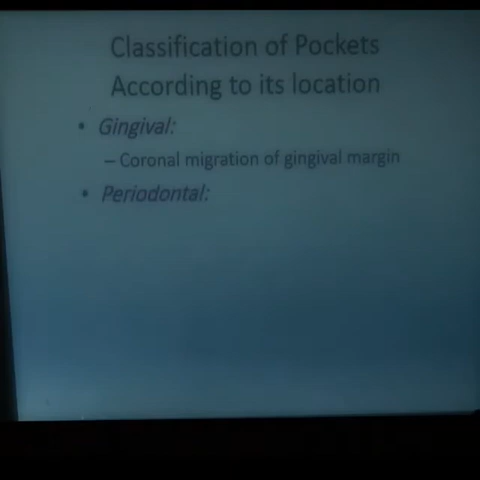 Classification of Pockets
According to its location
• Gingival:
– Coronal migration of gingival margin
• Periodontal: